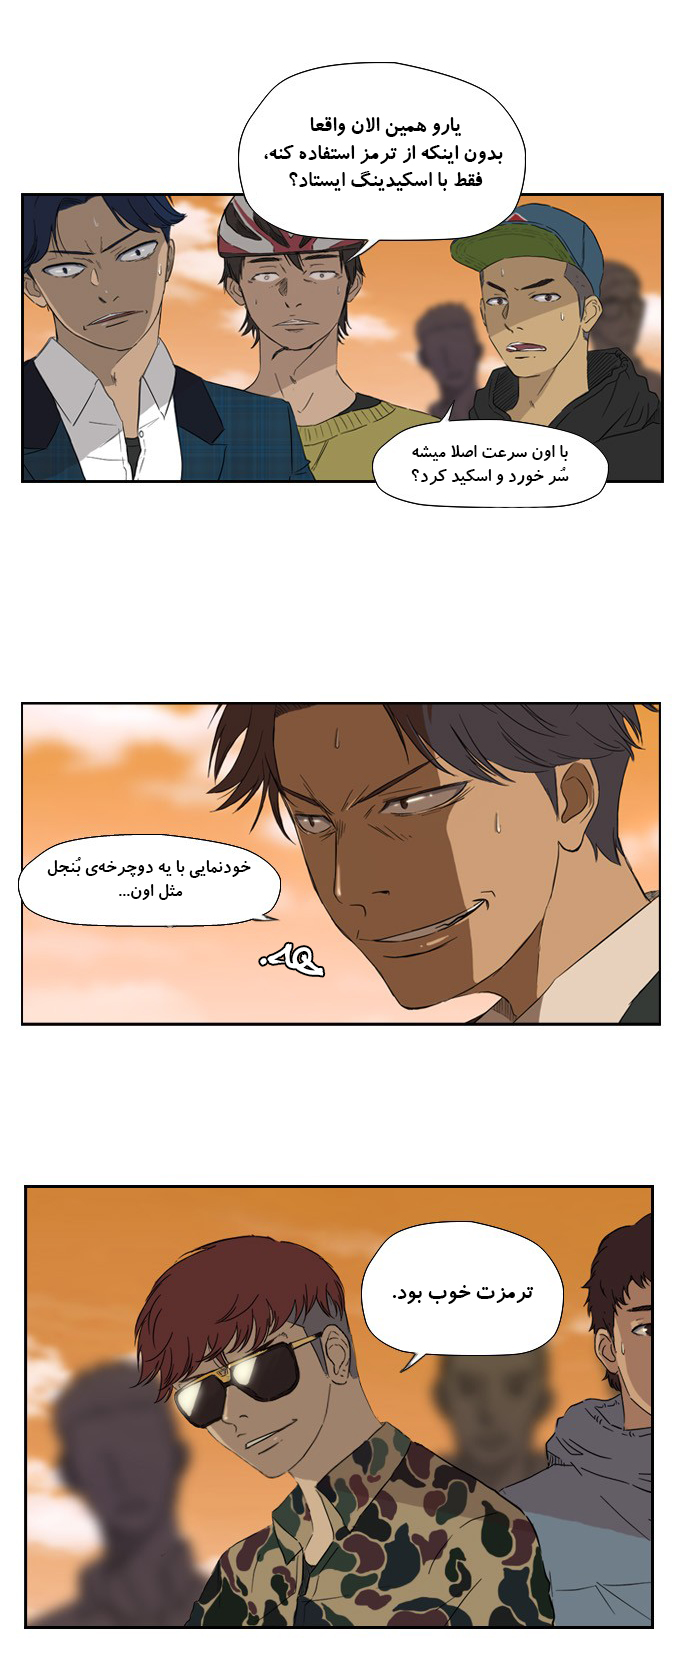 یارو همین الان واقعا
بدون اینکه از ترمز استفاده کنه،
فقط با اسکیدینگ ایستاد؟
با اون سرعت اصلا میشه
سُر خورد و اسکید کرد؟
خودنمایی با یه دوچرخه‌ی بُنجل
مثل اون...
هه.
ترمزت خوب بود.